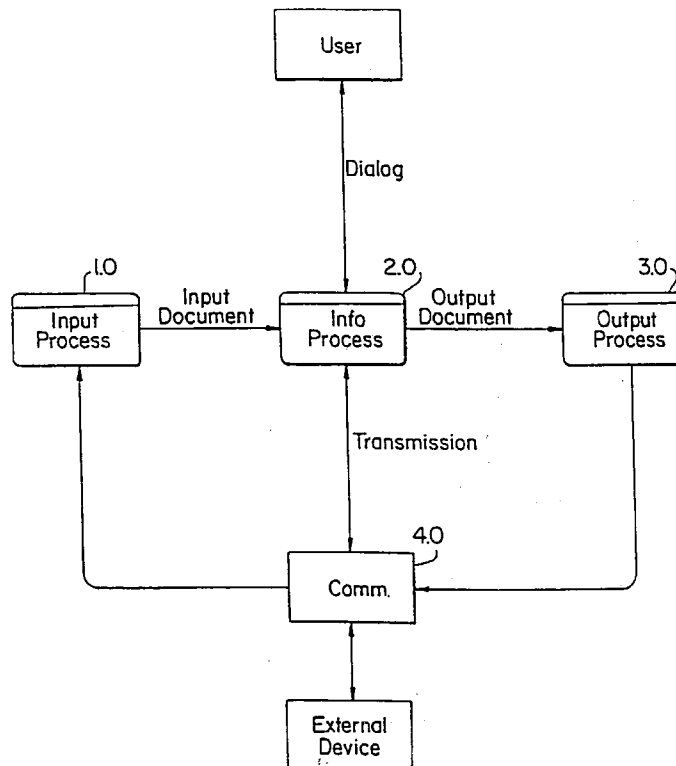 User
Dialog
1.0
2.0
3.0
Input
Document
Output
Document
Input
Process
Info
Process
Output
Process
Transmission
4.0
Comm.
External
Device